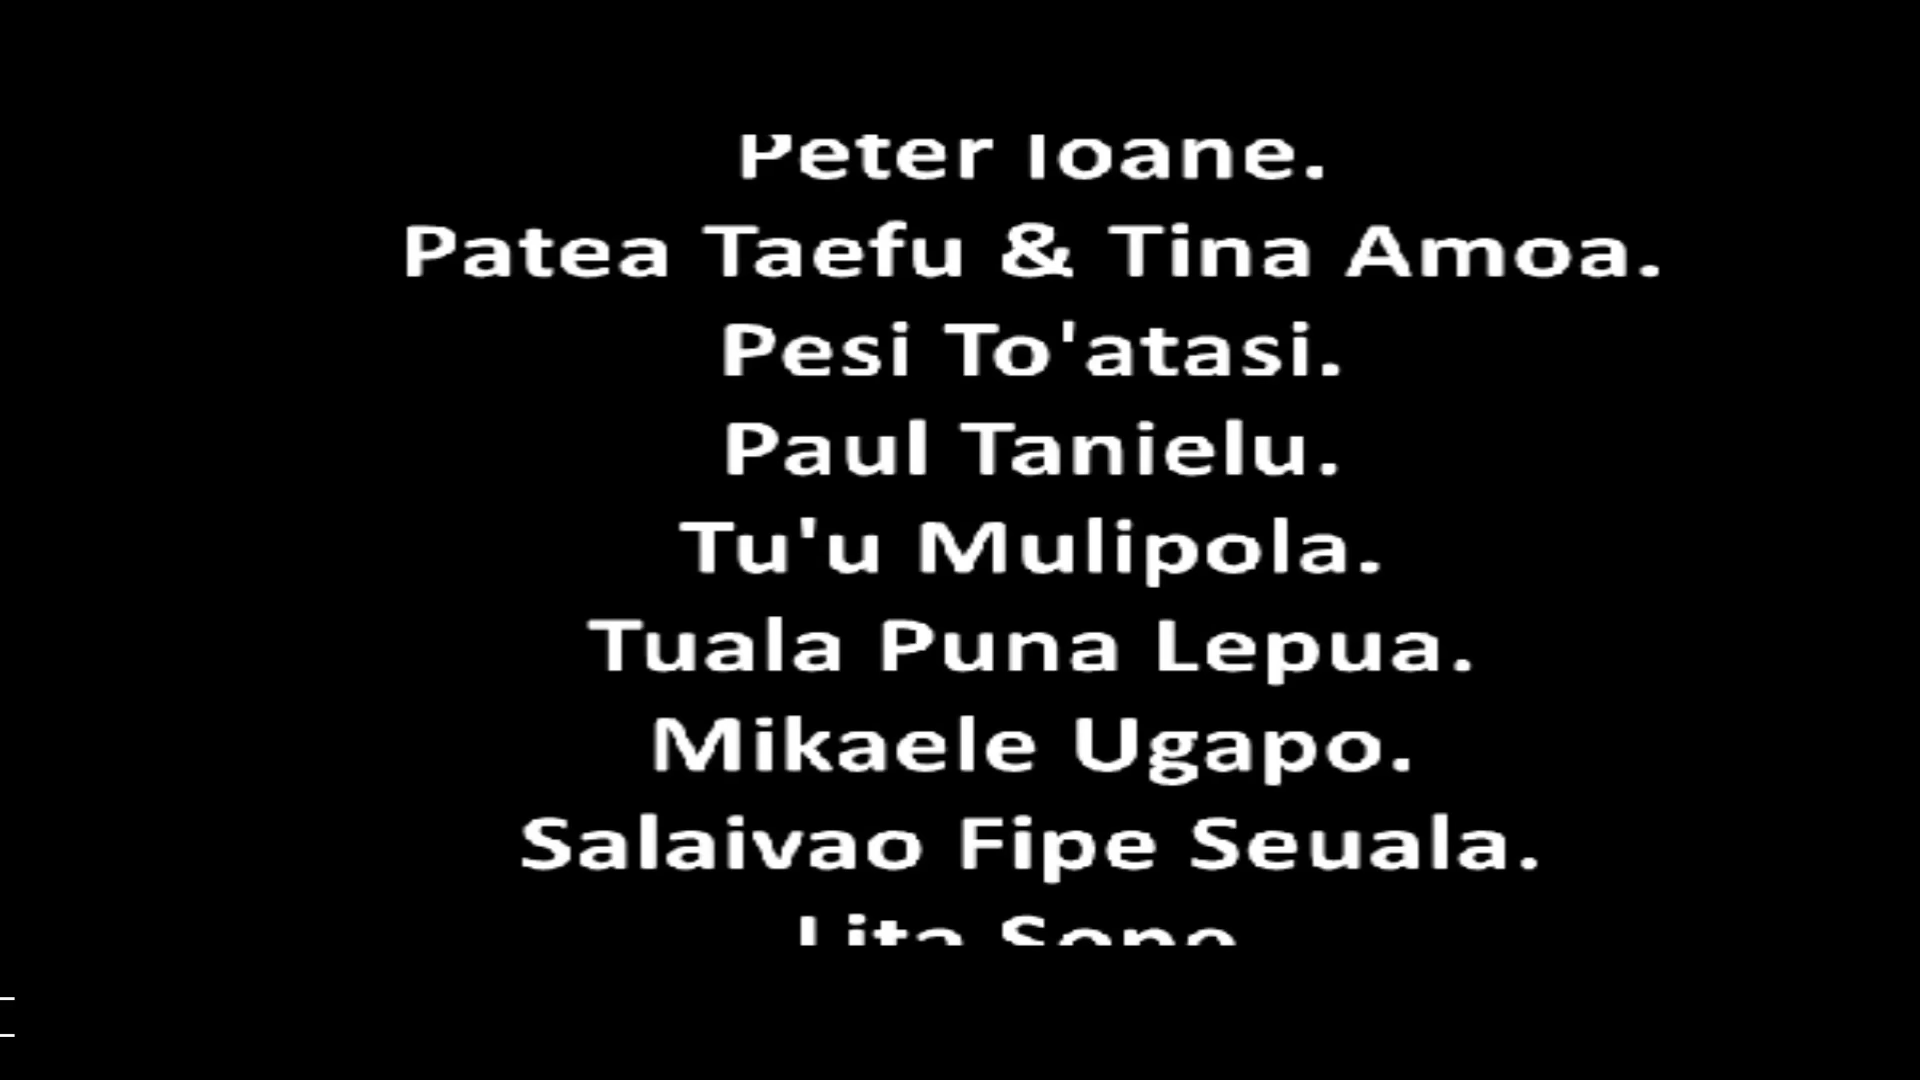 Peter Ioane.
Patea Taefu & Tina Amoa.
Pesi To'atasi.
Paul Tanielu.
Tu'u Mulipola.
Tuala Puna Lepua.
Mikaele Ugapo.
Salaivao Fipe Seuala.
Lita